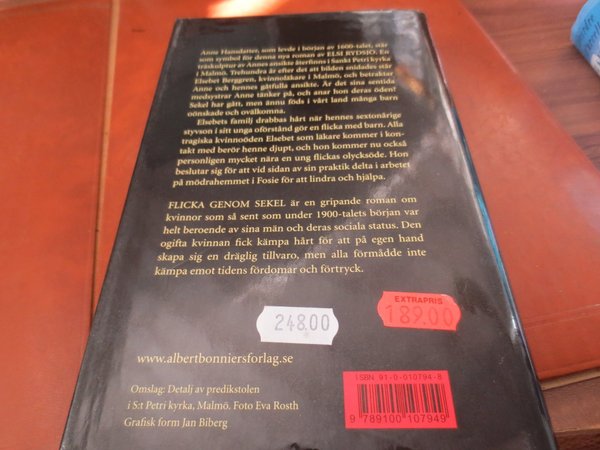 Anne Hansdatter, som levde i början av 1600-talet, står
som symbol för denna nya roman av ELSI RYDSJÖ. En
träskulptur av Annes ansikte återfinns i Sankt Petri kyrka
i Malmö. Trehundra år efter det att bilden snidades står
Elsebet Berggren, kvinnoläkare i Malmö, och betraktar
Anne och hennes gåtfulla ansikte. Är det sina sentida
medsystrar Anne tänker på, och anar hon deras öden?
Sekel har gått, men ännu föds i vårt land många barn
oönskade och ovälkomna.
Elsebets familj drabbas hårt när hennes sextonårige
styvson i sitt unga oförstånd gör en flicka med barn. Alla
tragiska kvinnoöden Elsebet som läkare kommer i kon-
takt med berör henne djupt, och hon kommer nu också
personligen mycket nära en ung flickas olycksöde. Hon
beslutar sig för att vid sidan av sin praktik delta i arbetet
på mödrahemmet i Fosie för att lindra och hjälpa.
FLICKA GENOM SEKEL är en gripande roman om
kvinnor som så sent som under 1900-talets början var
helt beroende av sina män och deras sociala status. Den
ogifta kvinnan fick kämpa hårt för att på egen hand
skapa sig en dräglig tillvaro, men alla förmådde inte
kämpa emot tidens fördomar och förtryck.
EXTRAPRIS
189.00
248.00
www.albertbonniersforlag.se
Omslag: Detalj av predikstolen
i S:t Petri kyrka, Malmö. Foto Eva Rosth
Grafisk form Jan Biberg
ISBN 91-0-010794-8
9 789100 107949